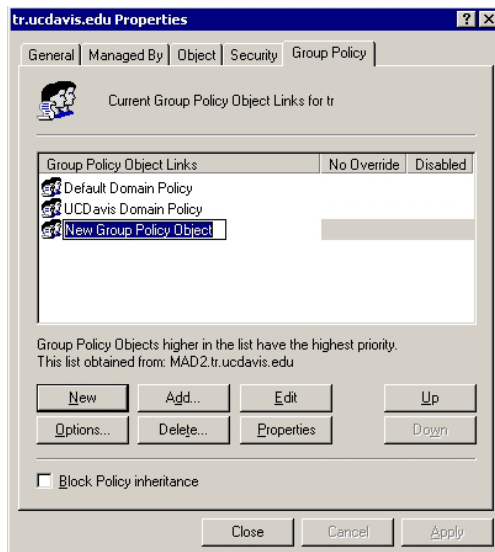 tr.ucdavis.edu Properties
General Managed By Object Security Group Policy
Current Group Policy Object Links for tr
Group Policy Object Links No Override Disabled
Default Domain Policy
UCDavis Domain Policy
New Group Policy Object
Group Policy Objects higher in the list have the highest priority.
This list obtained from: MAD2.tr.ucdavis.edu
New Add... Edit Up
Options... Delete... Properties Down
Block Policy inheritance
Close Cancel Apply